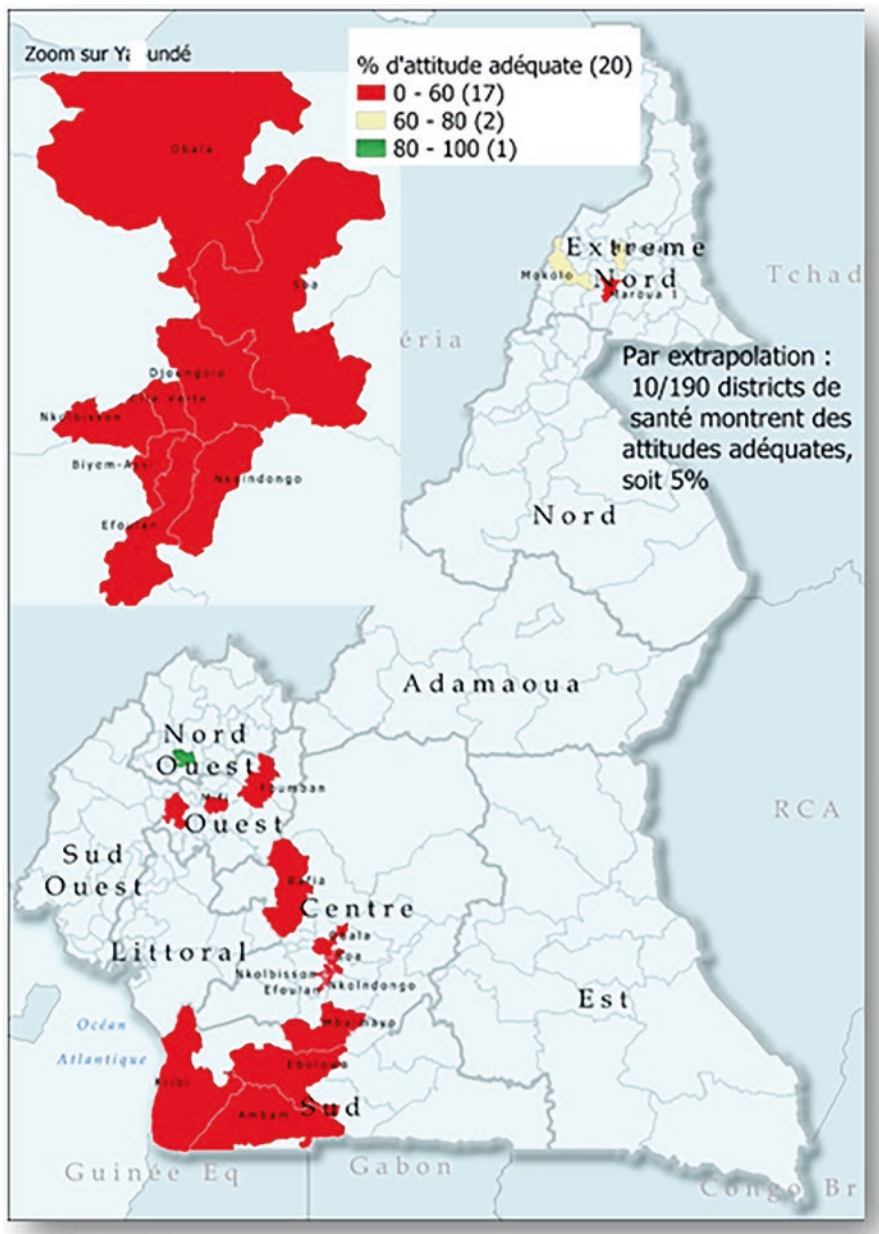 Zoom sur Yaoundé
% d'attitude adéquate (20)
0 - 60 (17)
60 - 80 (2)
80 - 100 (1)
Obala
Soa
Djoungolo
Cite Verte
Nkolbisson
Biyem-Assi
Nkolndongo
Efoulan
Extreme
Nord
Mokolo
Maroua 1
Tchad
éria
Par extrapolation :
10/190 districts de
santé montrent des
attitudes adéquates,
soit 5%
Nord
Adamaoua
Nord
Ouest
Foumban
Mifi
Ouest
RCA
Sud
Ouest
Bafia
Centre
Littoral
Obala
Soa
Nkolbisson
Nkolndongo
Efoulan
Est
Mbalmayo
Océan
Atlantique
Ebolowa
Kribi
Ambam
Sud
Guinée Eq
Gabon
Congo Br